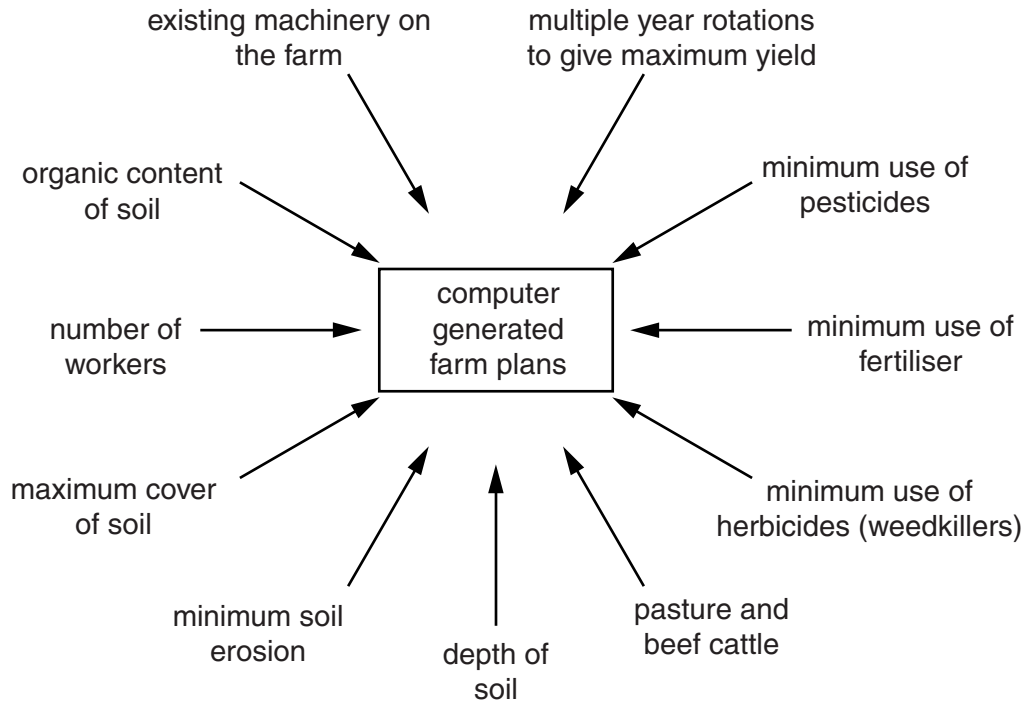 existing machinery on
the farm
multiple year rotations
to give maximum yield
organic content
of soil
minimum use of
pesticides
computer
generated
farm plans
number of
workers
minimum use of
fertiliser
maximum cover
of soil
minimum use of
herbicides (weedkillers)
minimum soil
erosion
depth of
soil
pasture and
beef cattle